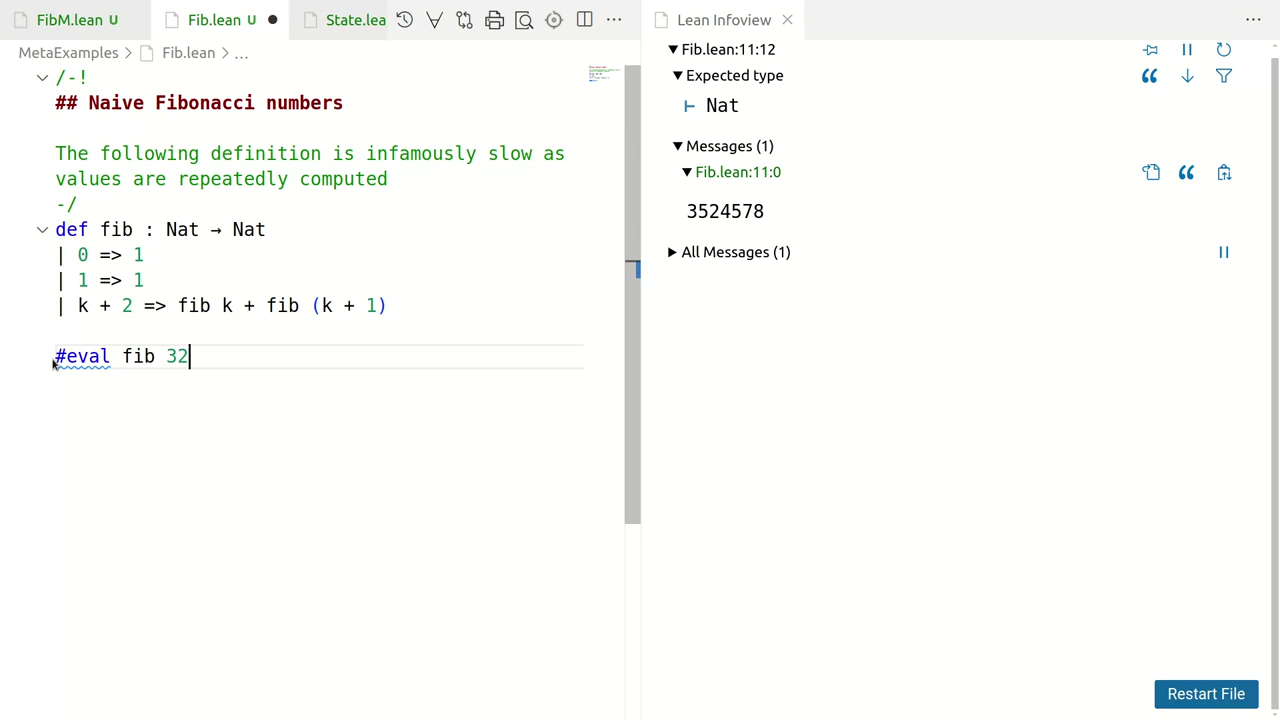 FibM.lean U
Fib.lean U
State.lea
Lean Infoview
MetaExamples > Fib.lean > ...
/-!
## Naive Fibonacci numbers
The following definition is infamously slow as
values are repeatedly computed
-/
def fib : Nat → Nat
| 0 => 1
| 1 => 1
| k + 2 => fib k + fib (k + 1)
#eval fib 32
Fib.lean:11:12
Expected type
⊢ Nat
Messages (1)
Fib.lean:11:0
3524578
All Messages (1)
Restart File